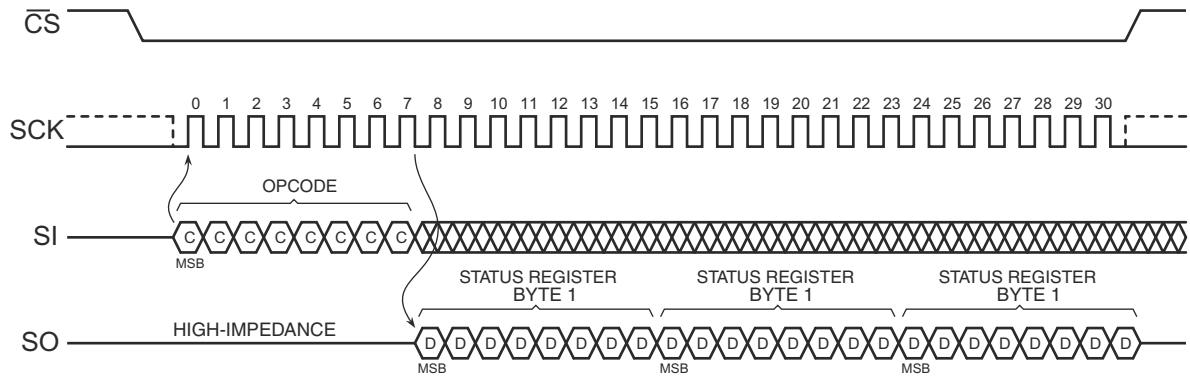 C̅S̅
0 1 2 3 4 5 6 7 8 9 10 11 12 13 14 15 16 17 18 19 20 21 22 23 24 25 26 27 28 29 30
SCK
OPCODE
SI C C C C C C C C
MSB
STATUS REGISTER
BYTE 1
STATUS REGISTER
BYTE 1
STATUS REGISTER
BYTE 1
HIGH-IMPEDANCE
SO D D D D D D D D D D D D D D D D D D D D D D D D
MSB MSB MSB